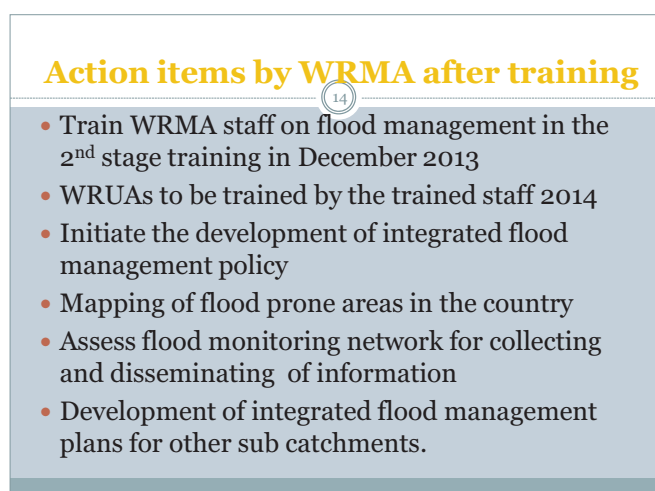 Action items by WRMA after training
14
• Train WRMA staff on flood management in the
2nd stage training in December 2013
• WRUAs to be trained by the trained staff 2014
• Initiate the development of integrated flood
management policy
• Mapping of flood prone areas in the country
• Assess flood monitoring network for collecting
and disseminating of information
• Development of integrated flood management
plans for other sub catchments.